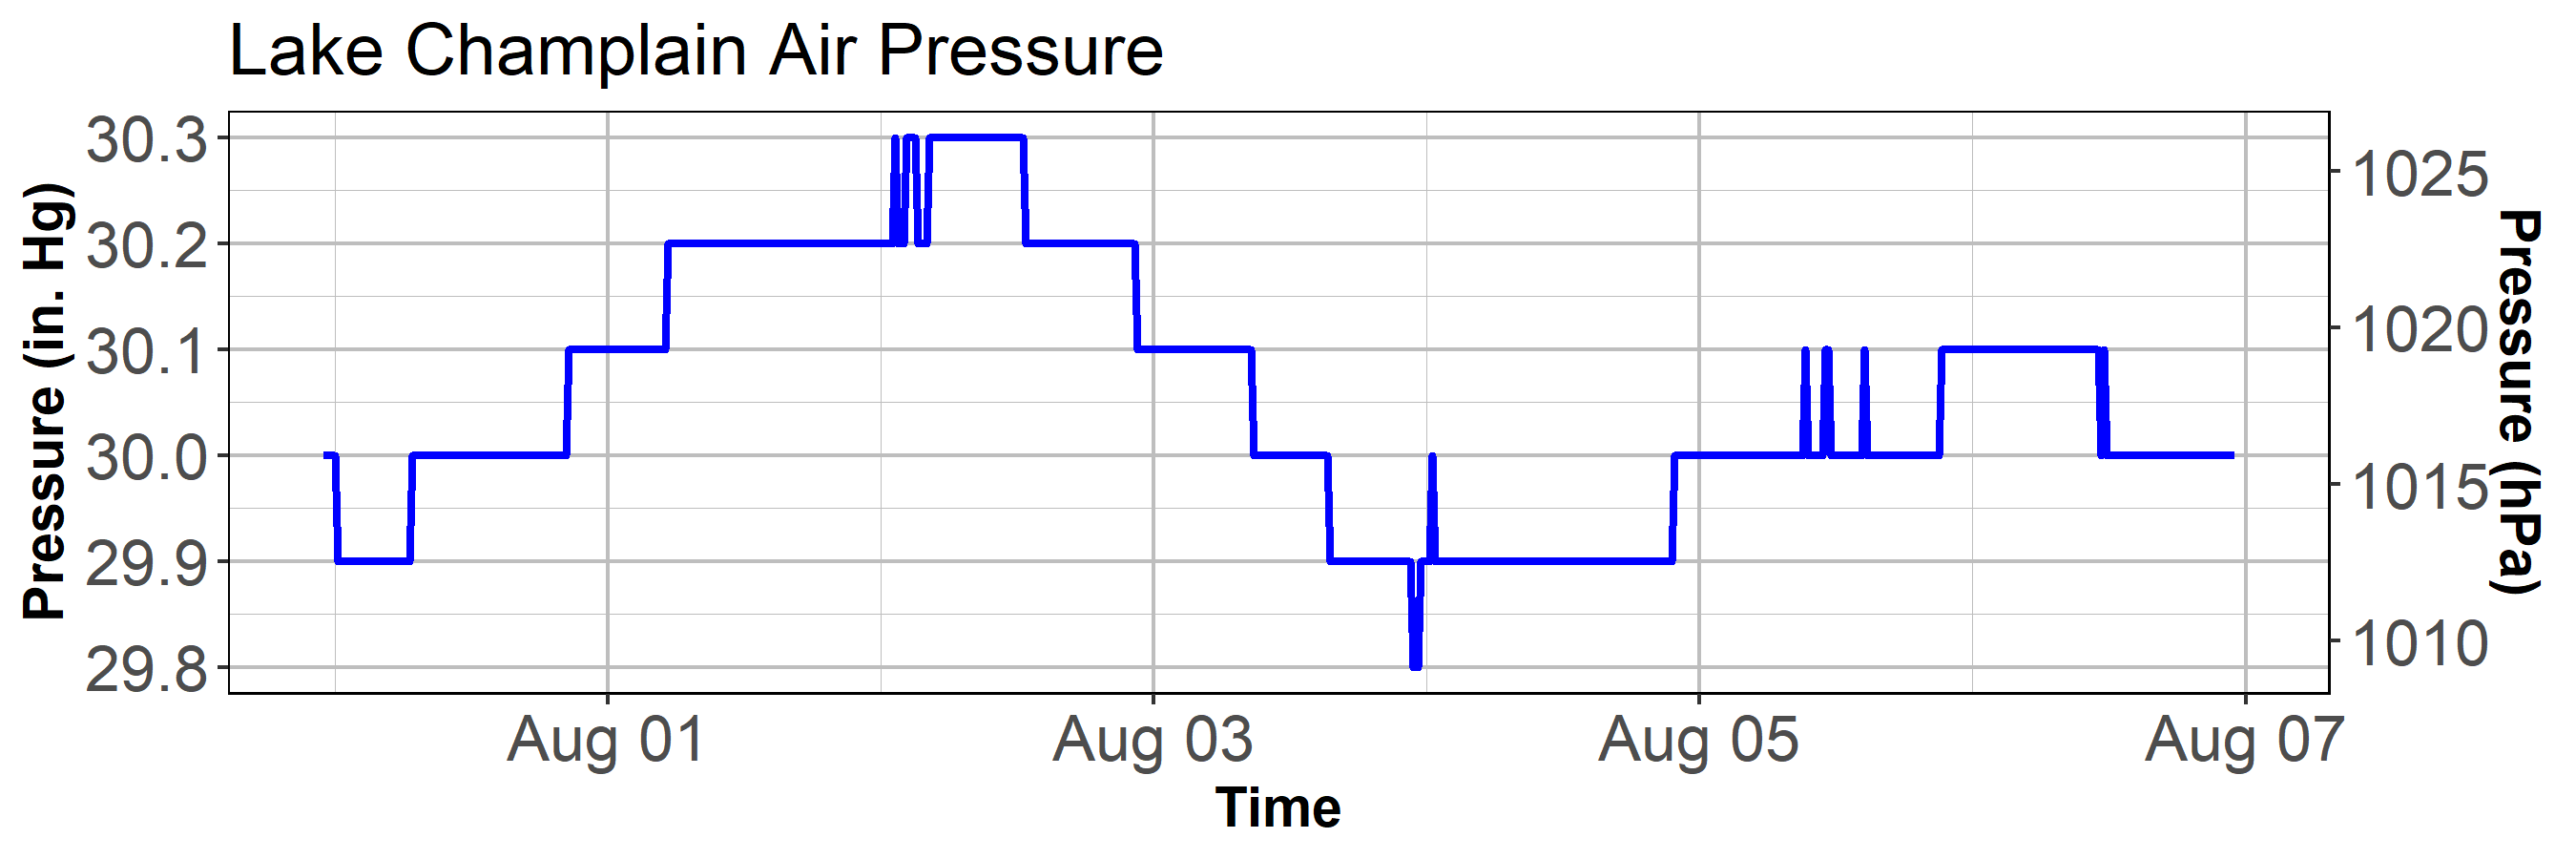 Lake Champlain Air Pressure
Pressure (in. Hg)
30.3
30.2
30.1
30.0
29.9
29.8
1025
1020
1015
1010
Pressure (hPa)
Aug 01 Aug 03 Aug 05 Aug 07
Time